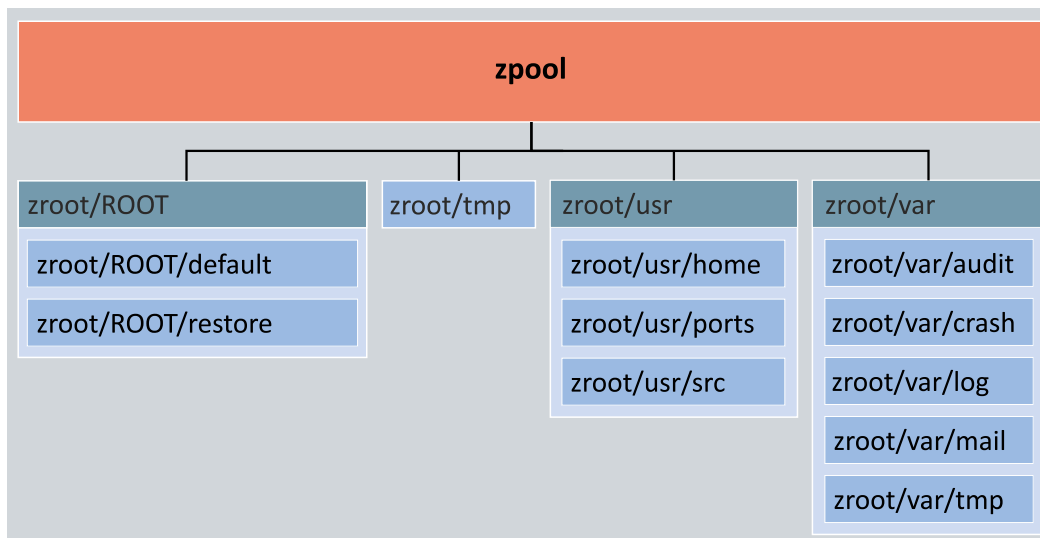 zpool
zroot/ROOT
zroot/ROOT/default
zroot/ROOT/restore
zroot/tmp
zroot/usr
zroot/usr/home
zroot/usr/ports
zroot/usr/src
zroot/var
zroot/var/audit
zroot/var/crash
zroot/var/log
zroot/var/mail
zroot/var/tmp